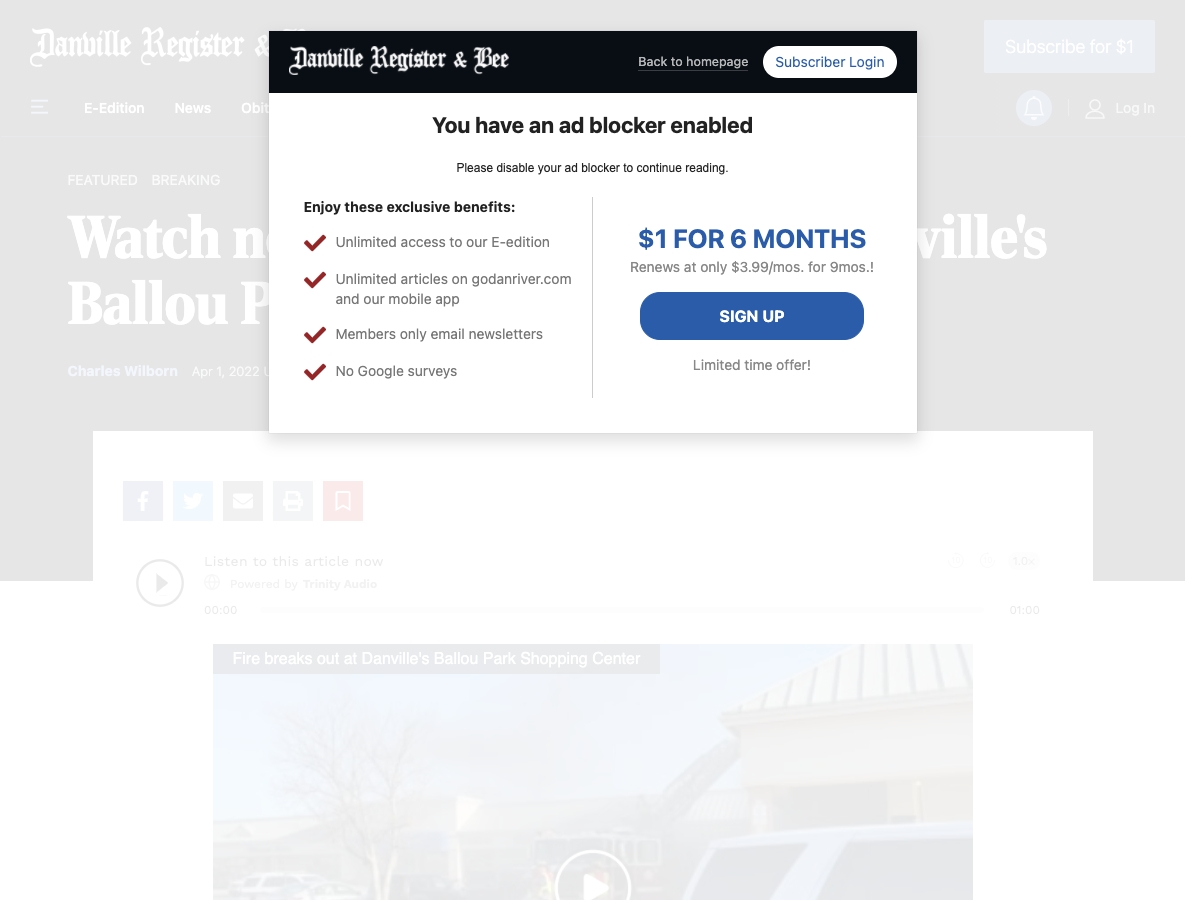 Danville Register &
Subscribe for $1
E-Edition
News
Obit
Log In
FEATURED
BREAKING
Watch
ville's
Ballou P
Charles Wilborn
Apr 1, 2022
Danville Register & Bee
Back to homepage
Subscriber Login
You have an ad blocker enabled
Please disable your ad blocker to continue reading.
Enjoy these exclusive benefits:
Unlimited access to our E-edition
Unlimited articles on godanriver.com
and our mobile app
Members only email newsletters
No Google surveys
$1 FOR 6 MONTHS
Renews at only $3.99/mos. for 9mos.!
SIGN UP
Limited time offer!
Listen to this article now
1.0×
Powered by Trinity Audio
00:00
01:00
Fire breaks out at Danville's Ballou Park Shopping Center